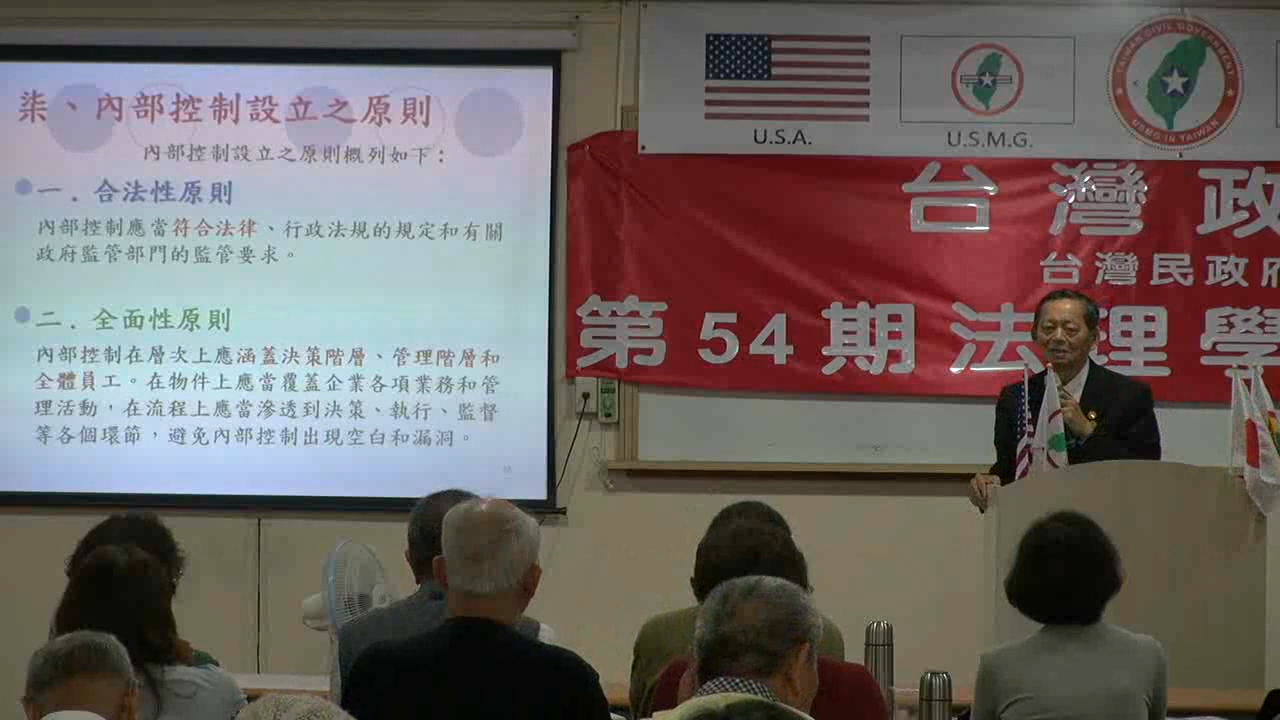 柒、內部控制設立之原則
內部控制設立之原則概列如下：
一．合法性原則
內部控制應當符合法律、行政法規的規定和有關
政府監管部門的監管要求。
二．全面性原則
內部控制在層次上應涵蓋決策階層、管理階層和
全體員工。在物件上應當覆蓋企業各項業務和管
理活動，在流程上應當滲透到決策、執行、監督
等各個環節，避免內部控制出現空白和漏洞。
U.S.A.
U.S.M.G.
TAIWAN CIVIL GOVERNMENT
USMG IN TAIWAN
台灣政
台灣民政府
第54期法理學